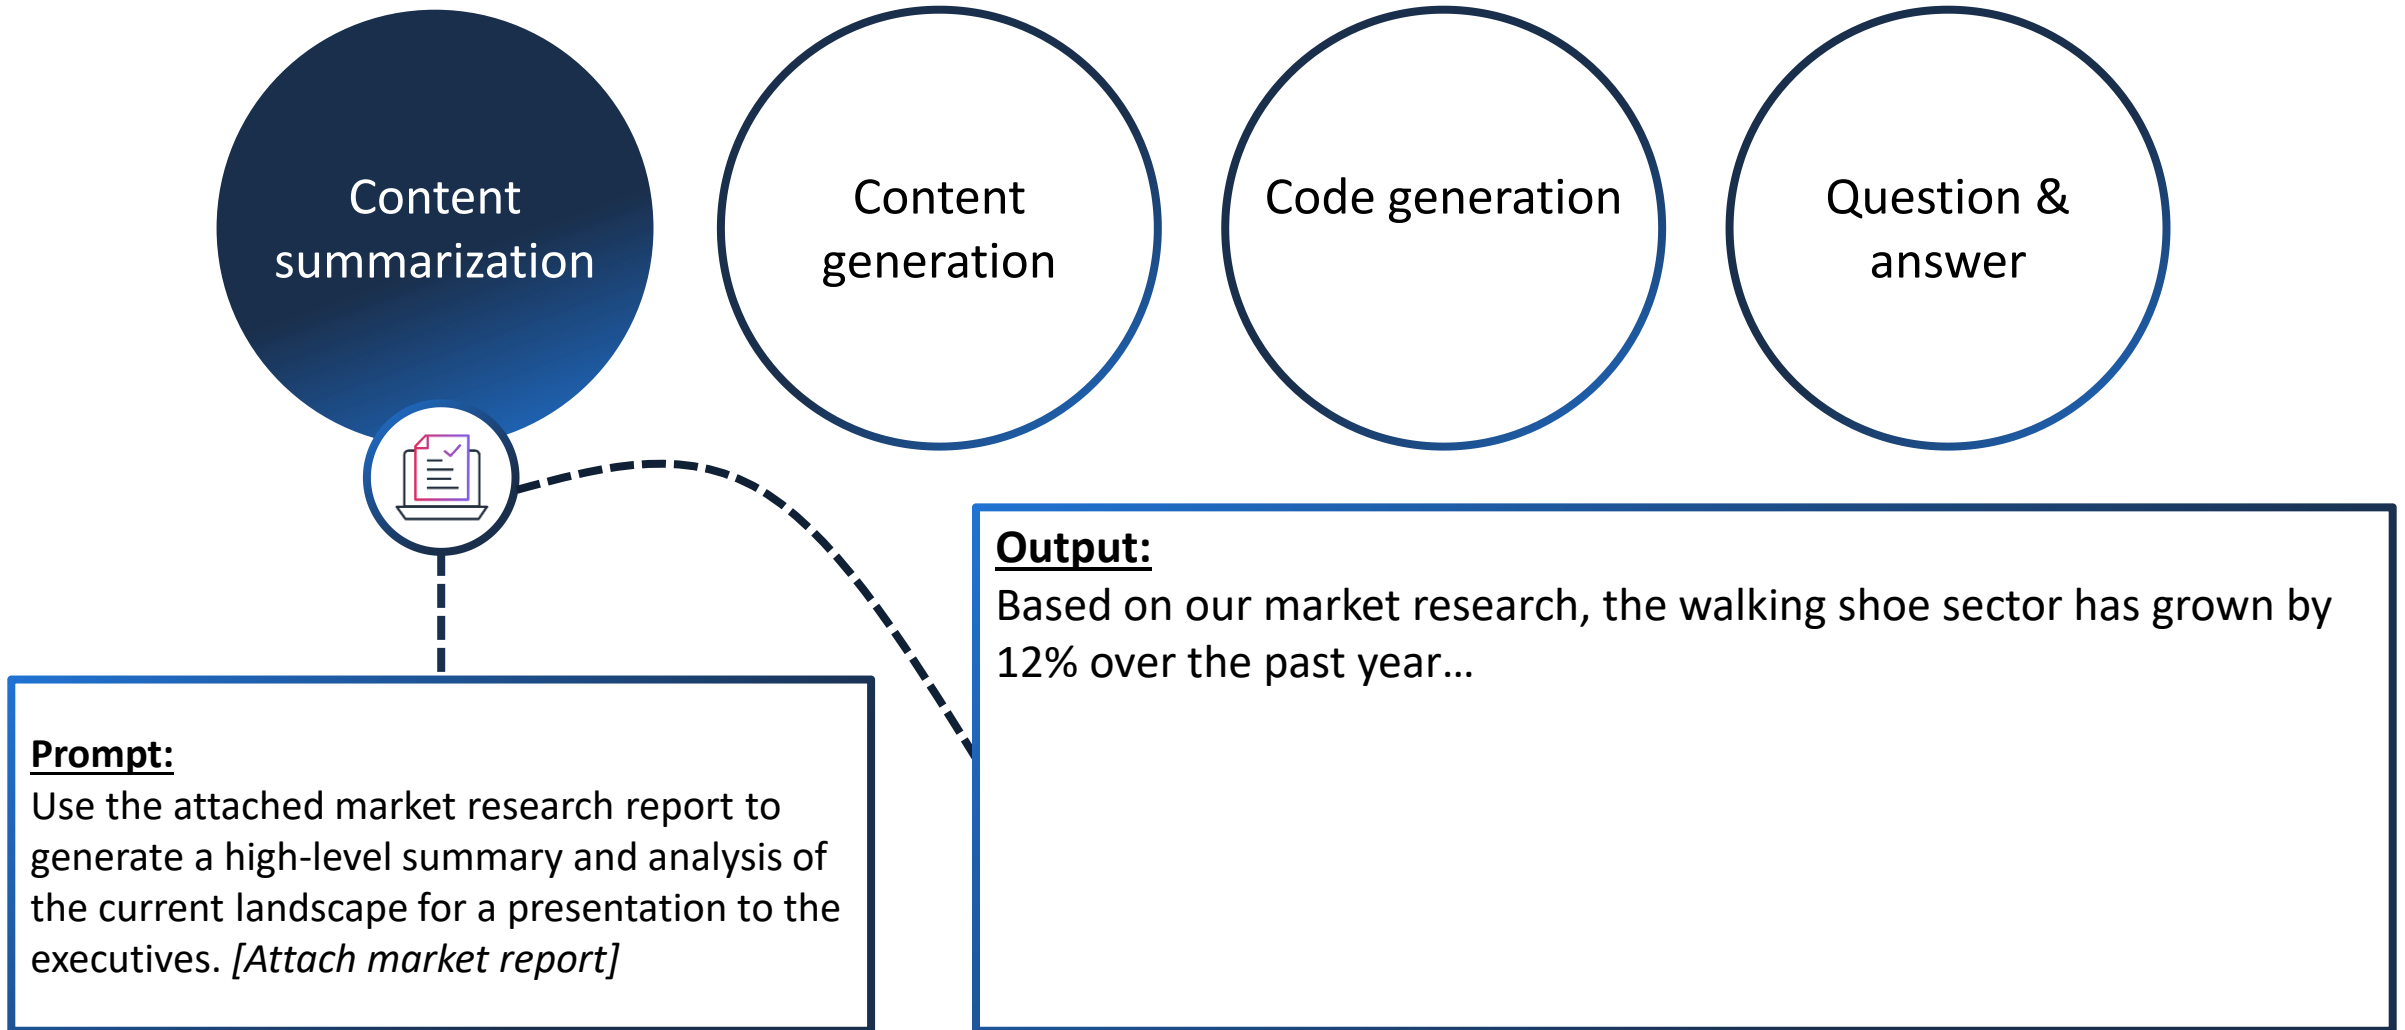 Content
summarization
Content
generation
Code generation
Question &
answer
Prompt:
Use the attached market research report to
generate a high-level summary and analysis of
the current landscape for a presentation to the
executives. [Attach market report]
Output:
Based on our market research, the walking shoe sector has grown by
12% over the past year…